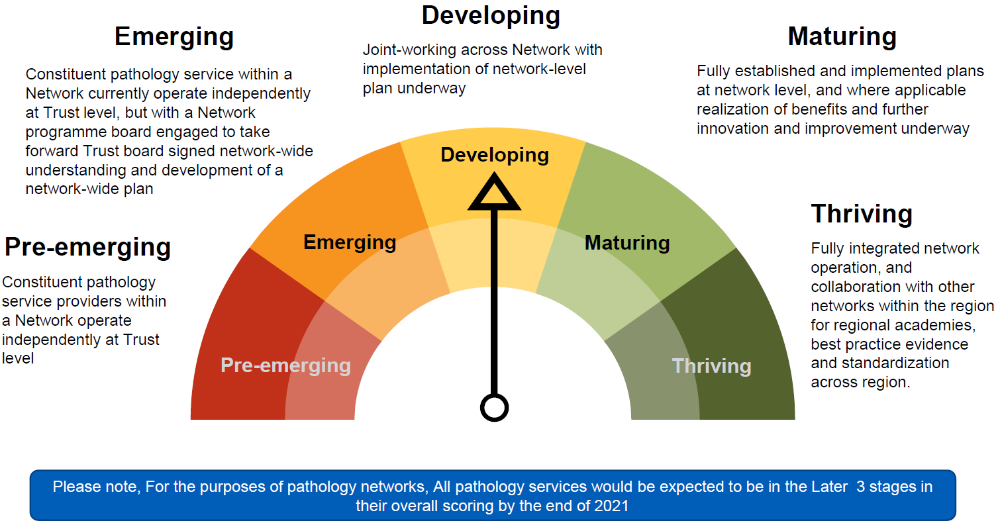 Emerging
Constituent pathology service within a
Network currently operate independently
at Trust level, but with a Network
programme board engaged to take
forward Trust board signed network-wide
understanding and development of a
network-wide plan
Developing
Joint-working across Network with
implementation of network-level
plan underway
Maturing
Fully established and implemented plans
at network level, and where applicable
realization of benefits and further
innovation and improvement underway
Pre-emerging
Constituent pathology
service providers within
a Network operate
independently at Trust
level
Thriving
Fully integrated network
operation, and
collaboration with other
networks within the region
for regional academies,
best practice evidence
and standardization
across region.
Pre-emerging
Emerging
Developing
Maturing
Thriving
Please note, For the purposes of pathology networks, All pathology services would be expected to be in the Later  3 stages in
their overall scoring by the end of 2021